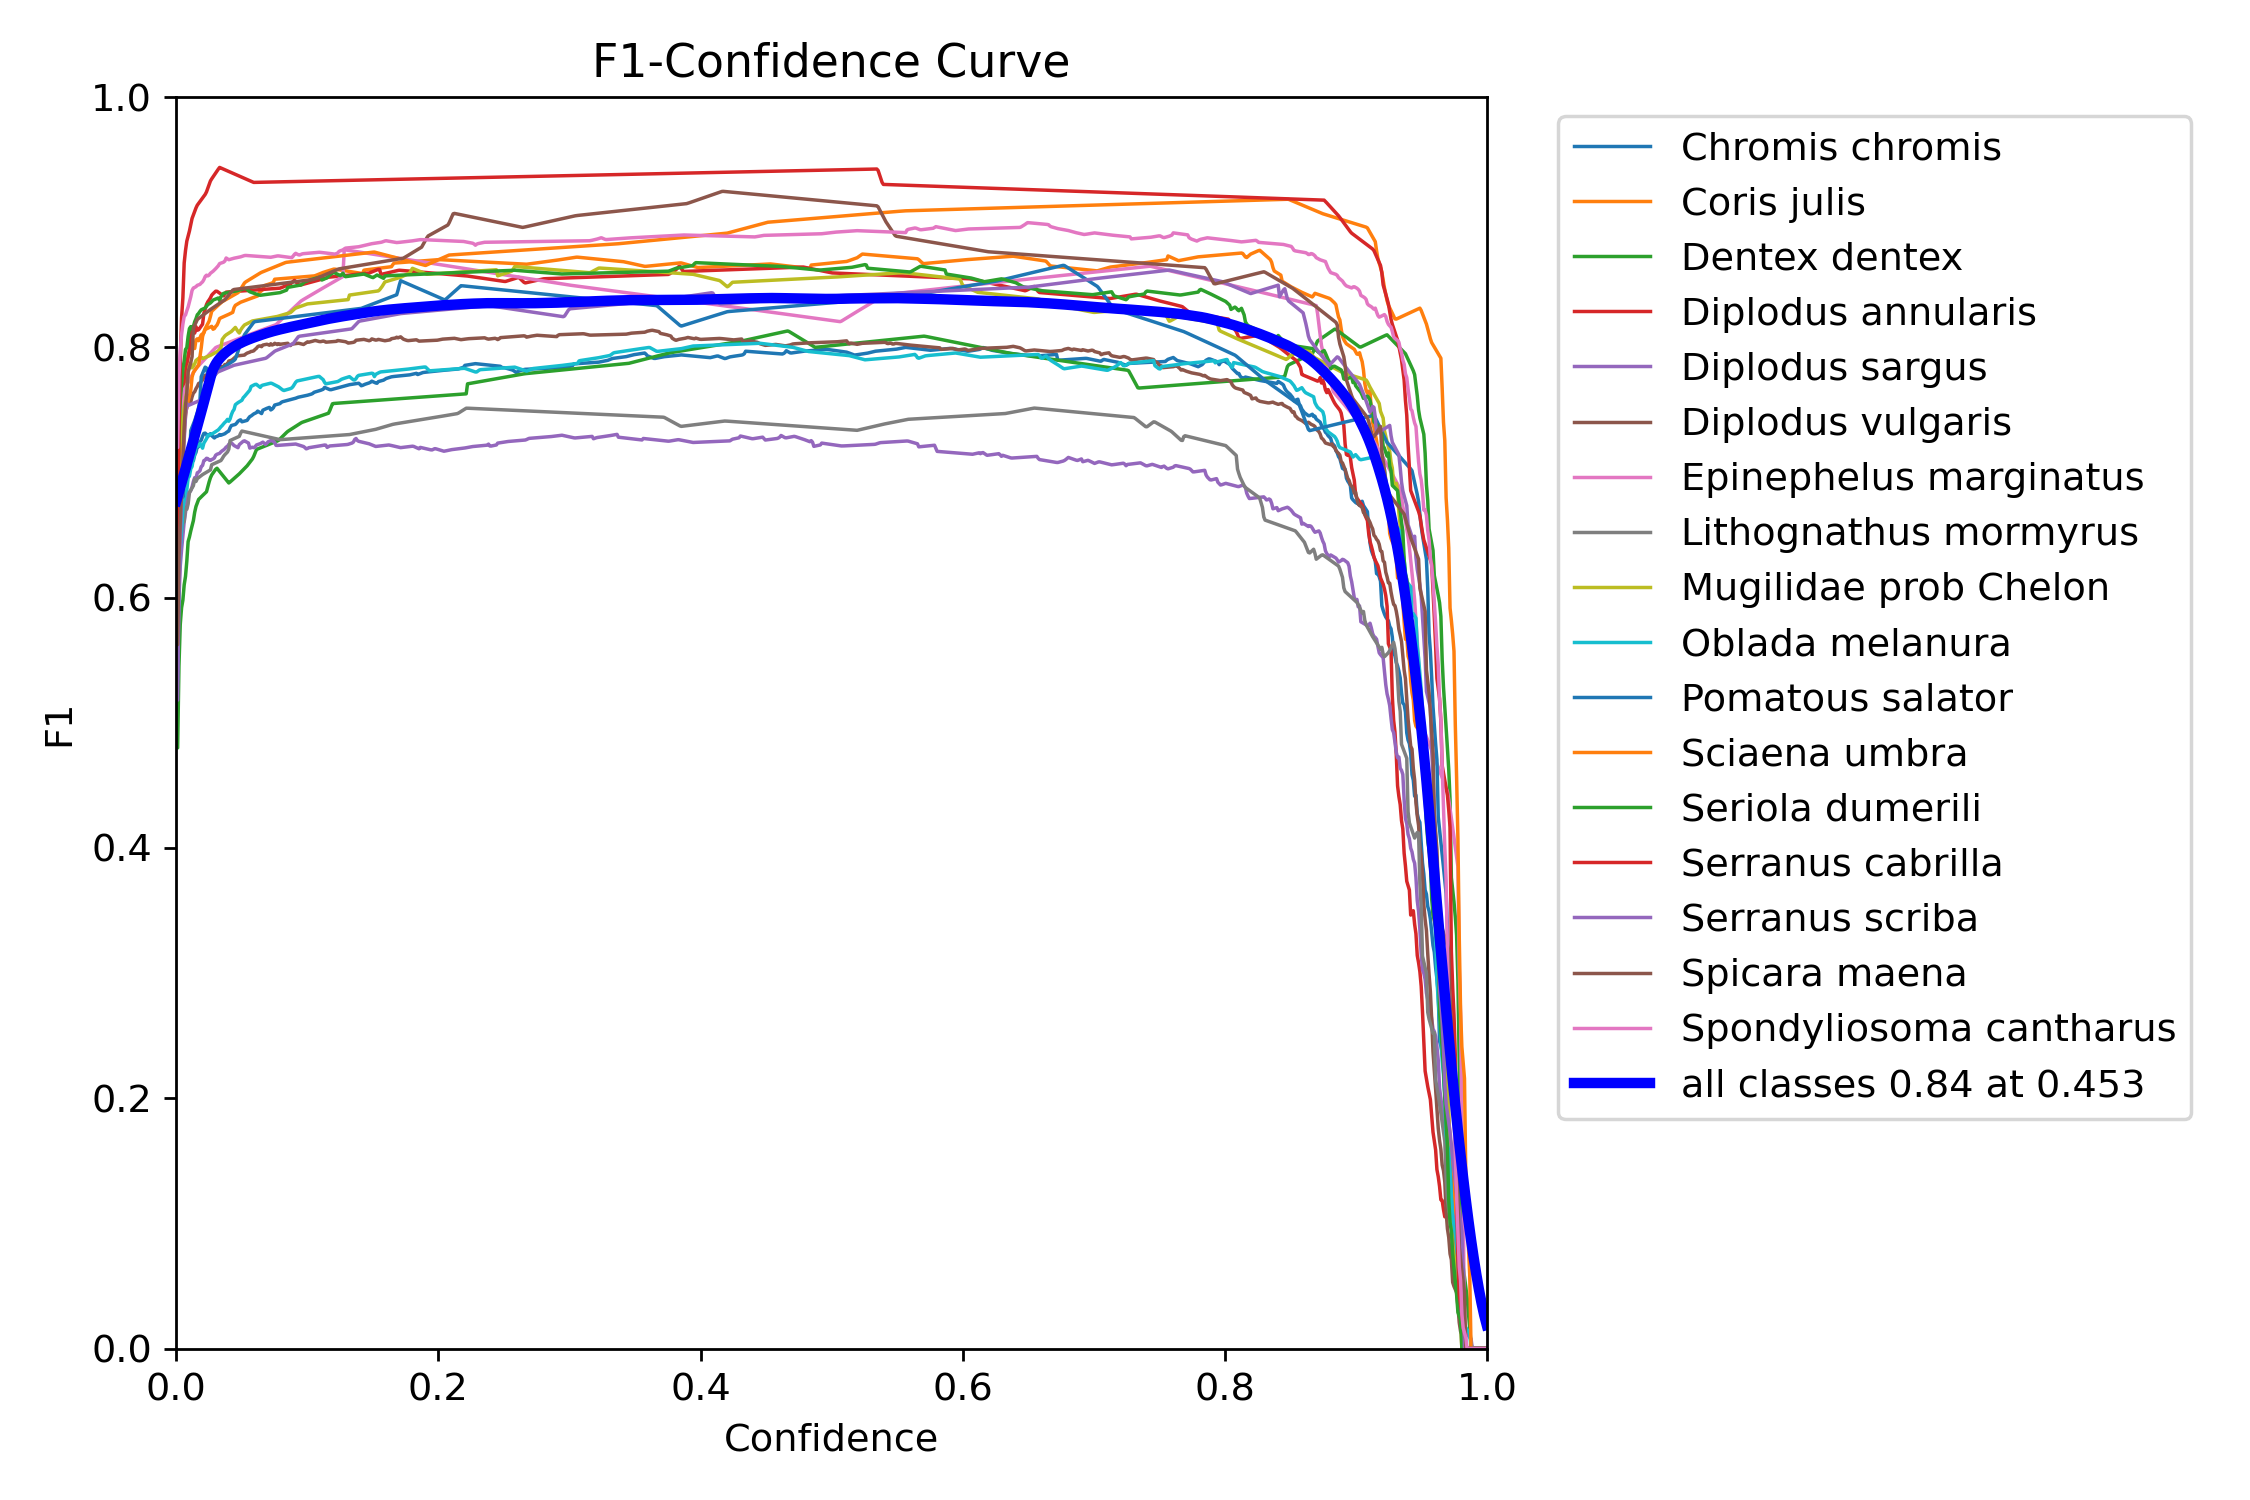 F1-Confidence Curve
1.0
0.8
0.6
0.4
0.2
0.0
F1
0.0 0.2 0.4 0.6 0.8 1.0
Confidence
Chromis chromis
Coris julis
Dentex dentex
Diplodus annularis
Diplodus sargus
Diplodus vulgaris
Epinephelus marginatus
Lithognathus mormyrus
Mugilidae prob Chelon
Oblada melanura
Pomatous salator
Sciaena umbra
Seriola dumerili
Serranus cabrilla
Serranus scriba
Spicara maena
Spondyliosoma cantharus
all classes 0.84 at 0.453